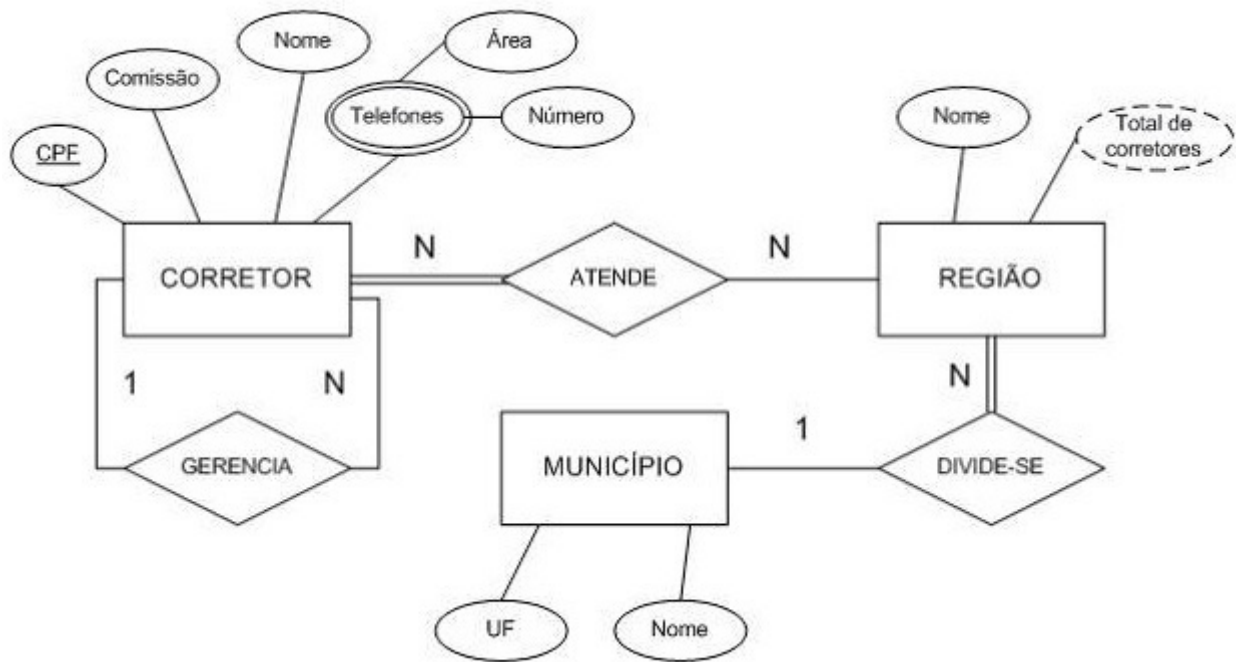 Nome
Área
Comissão
Telefones
Número
Nome
Total de
corretores
CPF
CORRETOR
N
ATENDE
N
REGIÃO
1
N
N
GERENCIA
MUNICÍPIO
1
DIVIDE-SE
UF
Nome